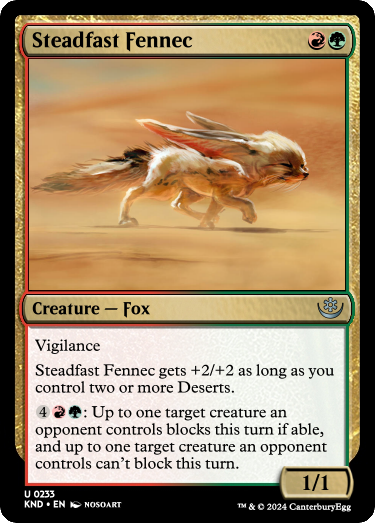 Steadfast Fennec
Creature — Fox
Vigilance
Steadfast Fennec gets +2/+2 as long as you
control two or more Deserts.
4: Up to one target creature an
opponent controls blocks this turn if able,
and up to one target creature an opponent
controls can't block this turn.
1/1
U 0233
KND • EN NOSOART
™ & © 2024 CanterburyEgg